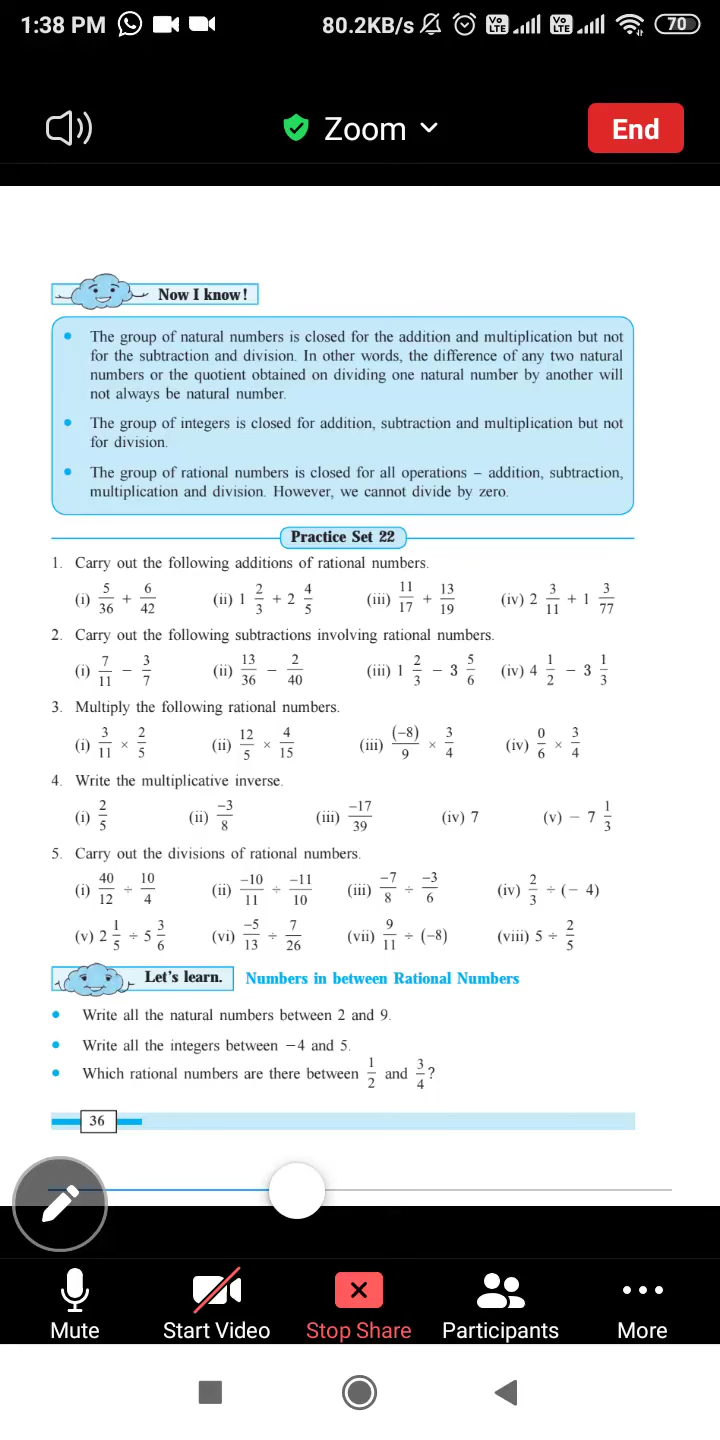 1:38 PM 80.2KB/s Vo LTE Vo LTE 70
Zoom End
Now I know!
• The group of natural numbers is closed for the addition and multiplication but not
for the subtraction and division. In other words, the difference of any two natural
numbers or the quotient obtained on dividing one natural number by another will
not always be natural number.
• The group of integers is closed for addition, subtraction and multiplication but not
for division.
• The group of rational numbers is closed for all operations – addition, subtraction,
multiplication and division. However, we cannot divide by zero.
Practice Set 22
1. Carry out the following additions of rational numbers.
(i) 5/36 + 6/42 (ii) 1 2/3 + 2 4/5 (iii) 11/17 + 13/19 (iv) 2 3/11 + 1 3/77
2. Carry out the following subtractions involving rational numbers.
(i) 7/11 − 3/7 (ii) 13/36 − 2/40 (iii) 1 2/3 − 3 5/6 (iv) 4 1/2 − 3 1/3
3. Multiply the following rational numbers.
(i) 3/11 × 2/5 (ii) 12/5 × 4/15 (iii) (−8)/9 × 3/4 (iv) 0/6 × 3/4
4. Write the multiplicative inverse.
(i) 2/5 (ii) −3/8 (iii) −17/39 (iv) 7 (v) − 7 1/3
5. Carry out the divisions of rational numbers.
(i) 40/12 ÷ 10/4 (ii) −10/11 ÷ −11/10 (iii) −7/8 ÷ −3/6 (iv) 2/3 ÷ (− 4)
(v) 2 1/5 ÷ 5 3/6 (vi) −5/13 ÷ 7/26 (vii) 9/11 ÷ (−8) (viii) 5 ÷ 2/5
Let's learn. Numbers in between Rational Numbers
• Write all the natural numbers between 2 and 9.
• Write all the integers between −4 and 5.
• Which rational numbers are there between 1/2 and 3/4?
36
Mute Start Video Stop Share Participants More